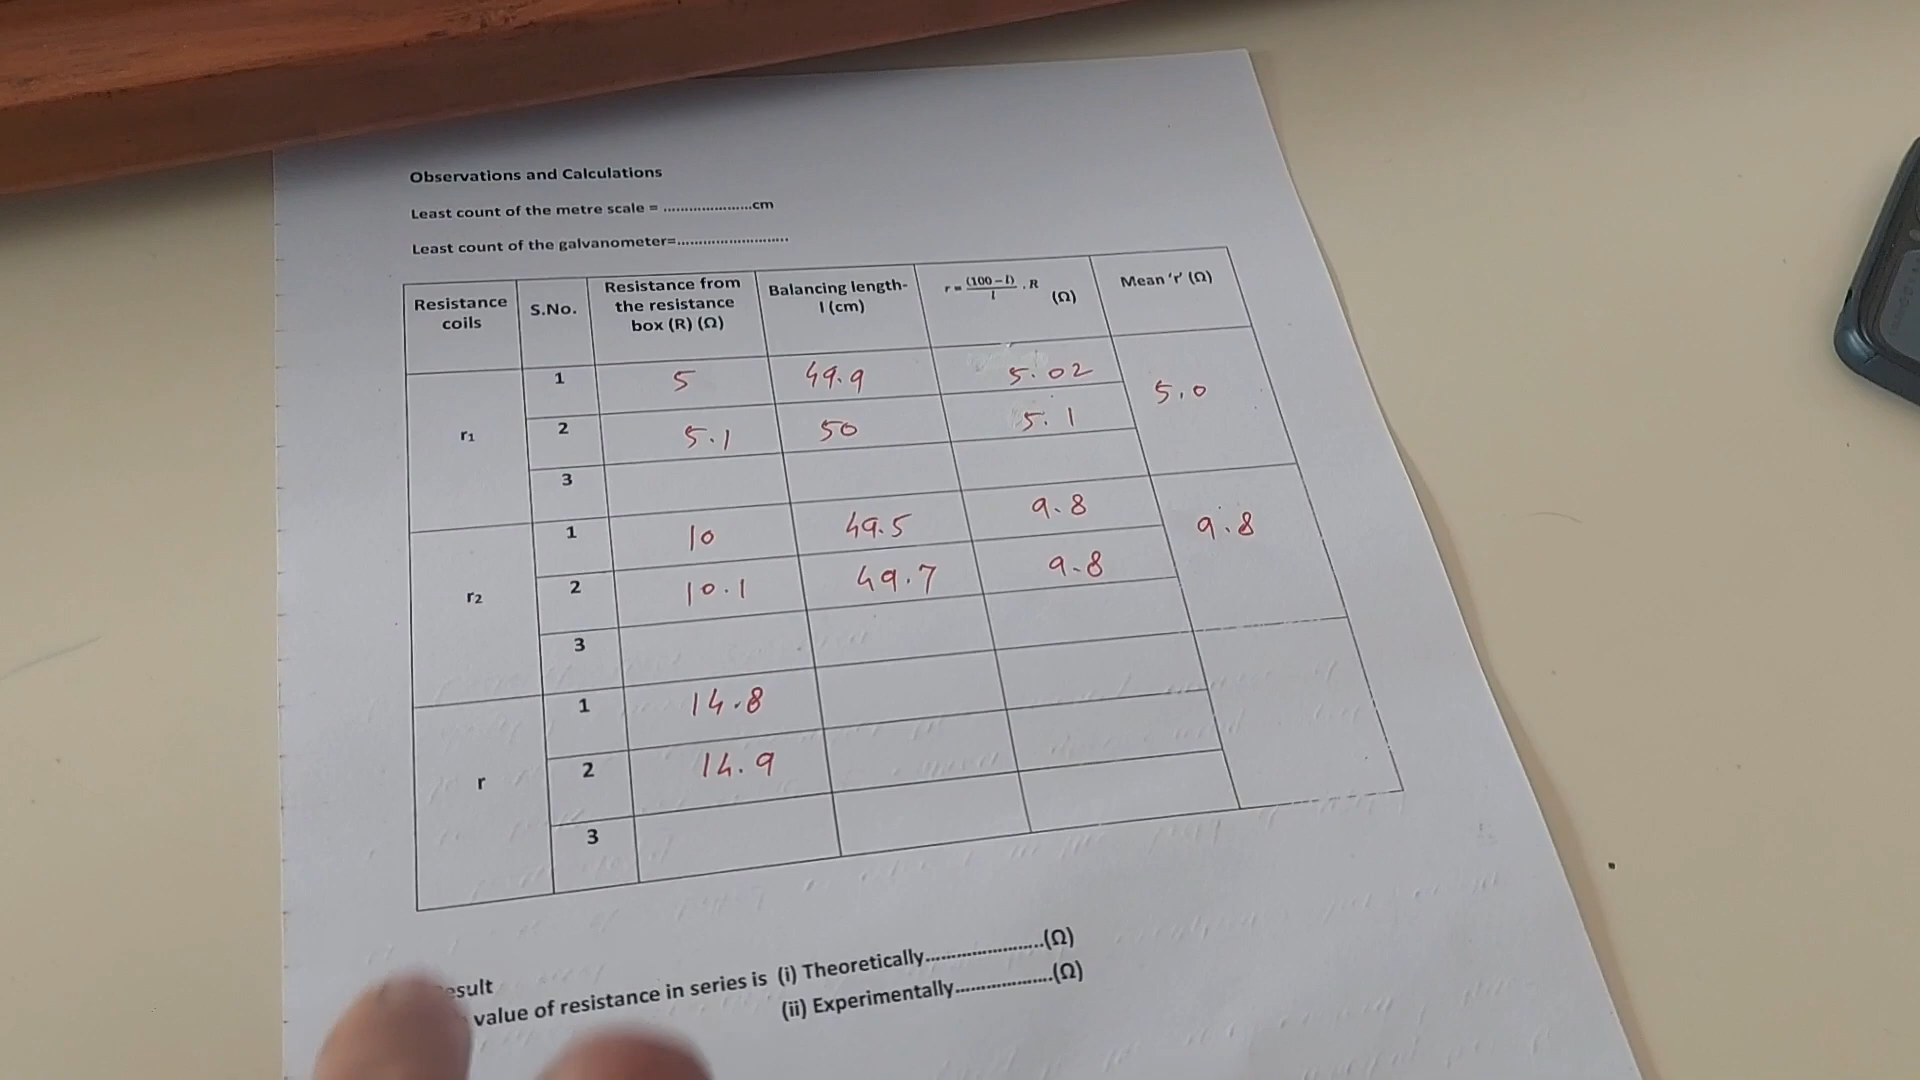 Observations and Calculations
Least count of the metre scale = ......................cm
Least count of the galvanometer=...........................
Resistance coils S.No. Resistance from the resistance box (R) (Ω) Balancing length- l (cm) r = (100 – l)/l . R (Ω) Mean ‘r’ (Ω)
r1 1 5 49.9 5.02 5.0
2 5.1 50 5.1
3
r2 1 10 49.5 9.8 9.8
2 10.1 49.7 9.8
3
r 1 14.8
2 14.9
3
value of resistance in series is (i) Theoretically......................(Ω)
(ii) Experimentally..................(Ω)